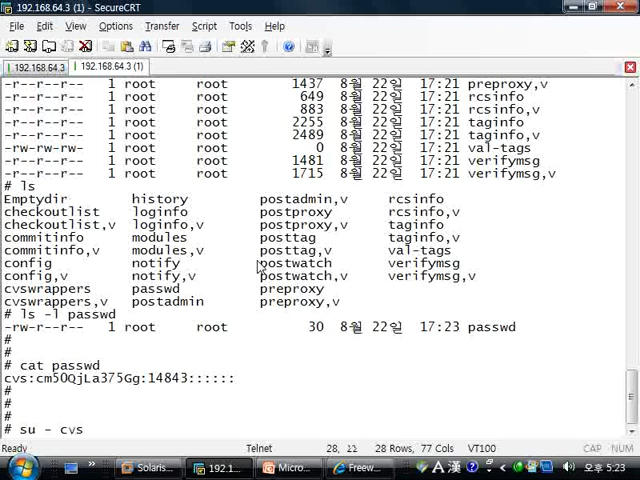 192.168.64.3 (1) - SecureCRT
File Edit View Options Transfer Script Tools Help
192.168.64.3 192.168.64.3 (1)
-r--r--r-- 1 root root 1437 8월 22일 17:21 preproxy,v
-r--r--r-- 1 root root 649 8월 22일 17:21 rcsinfo
-r--r--r-- 1 root root 883 8월 22일 17:21 rcsinfo,v
-r--r--r-- 1 root root 2255 8월 22일 17:21 taginfo
-r--r--r-- 1 root root 2489 8월 22일 17:21 taginfo,v
-rw-rw-rw- 1 root root 0 8월 22일 17:21 val-tags
-r--r--r-- 1 root root 1481 8월 22일 17:21 verifymsg
-r--r--r-- 1 root root 1715 8월 22일 17:21 verifymsg,v
# ls
Emptydir history postadmin,v rcsinfo
checkoutlist loginfo postproxy rcsinfo,v
checkoutlist,v loginfo,v postproxy,v taginfo
commitinfo modules posttag taginfo,v
commitinfo,v modules,v posttag,v val-tags
config notify postwatch verifymsg
config,v notify,v postwatch,v verifymsg,v
cvswrappers passwd preproxy
cvswrappers,v postadmin preproxy,v
# ls -l passwd
-rw-r--r-- 1 root root 30 8월 22일 17:23 passwd
#
#
# cat passwd
cvs:cm5OQjLa375Gg:14843::::::
#
#
#
# su - cvs
Ready Telnet 28, 11 28 Rows, 77 Cols VT100 CAP NUM
Solaris... 192.1... Micro... Freew... A 漢 오후 5:23